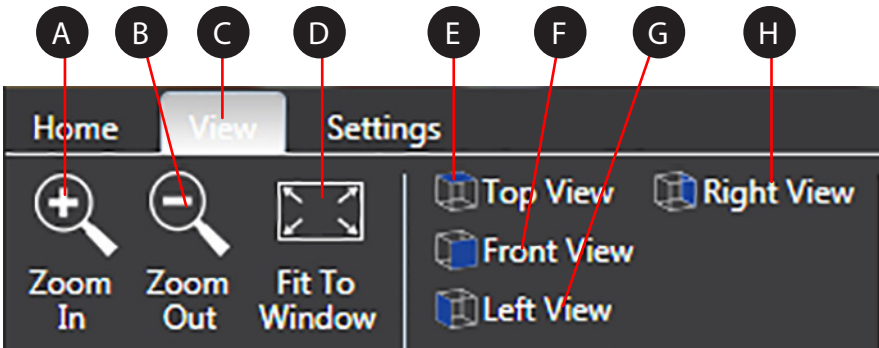 A B C D E F G H
Home View Settings
Top View Right View
Front View
Zoom Zoom Fit To
In Out Window
Left View